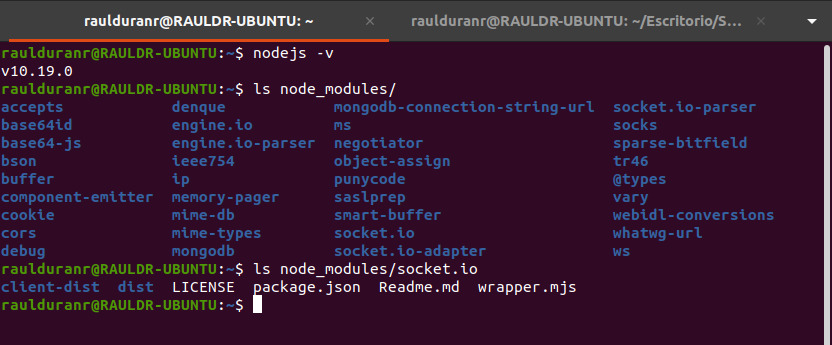 raulduranr@RAULDR-UBUNTU: ~ × raulduranr@RAULDR-UBUNTU: ~/Escritorio/S... ×
raulduranr@RAULDR-UBUNTU:~$ nodejs -v
v10.19.0
raulduranr@RAULDR-UBUNTU:~$ ls node_modules/
accepts denque mongodb-connection-string-url socket.io-parser
base64id engine.io ms socks
base64-js engine.io-parser negotiator sparse-bitfield
bson ieee754 object-assign tr46
buffer ip punycode @types
component-emitter memory-pager saslprep vary
cookie mime-db smart-buffer webidl-conversions
cors mime-types socket.io whatwg-url
debug mongodb socket.io-adapter ws
raulduranr@RAULDR-UBUNTU:~$ ls node_modules/socket.io
client-dist dist LICENSE package.json Readme.md wrapper.mjs
raulduranr@RAULDR-UBUNTU:~$